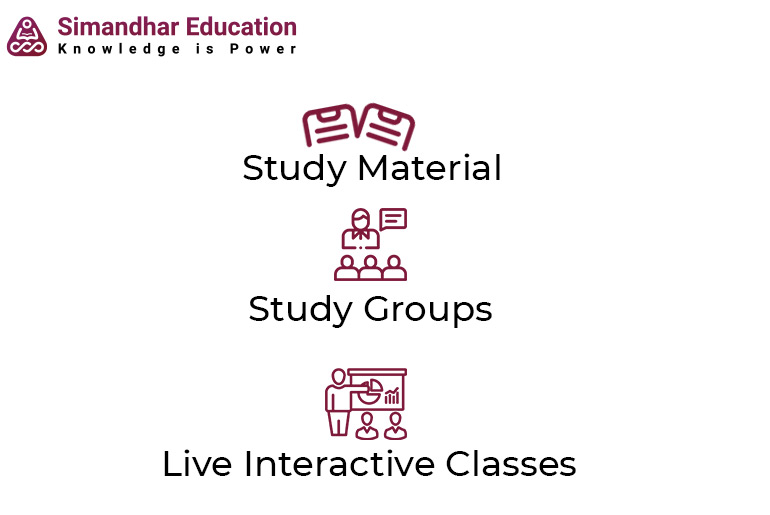 Simandhar Education
Knowledge is Power
Study Material
Study Groups
Live Interactive Classes